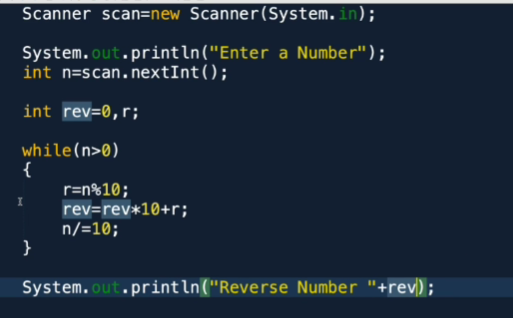 Scanner scan=new Scanner(System.in);
System.out.println("Enter a Number");
int n=scan.nextInt();
int rev=0,r;
while(n>0)
{
r=n%10;
rev=rev*10+r;
n/=10;
}
System.out.println("Reverse Number "+rev);